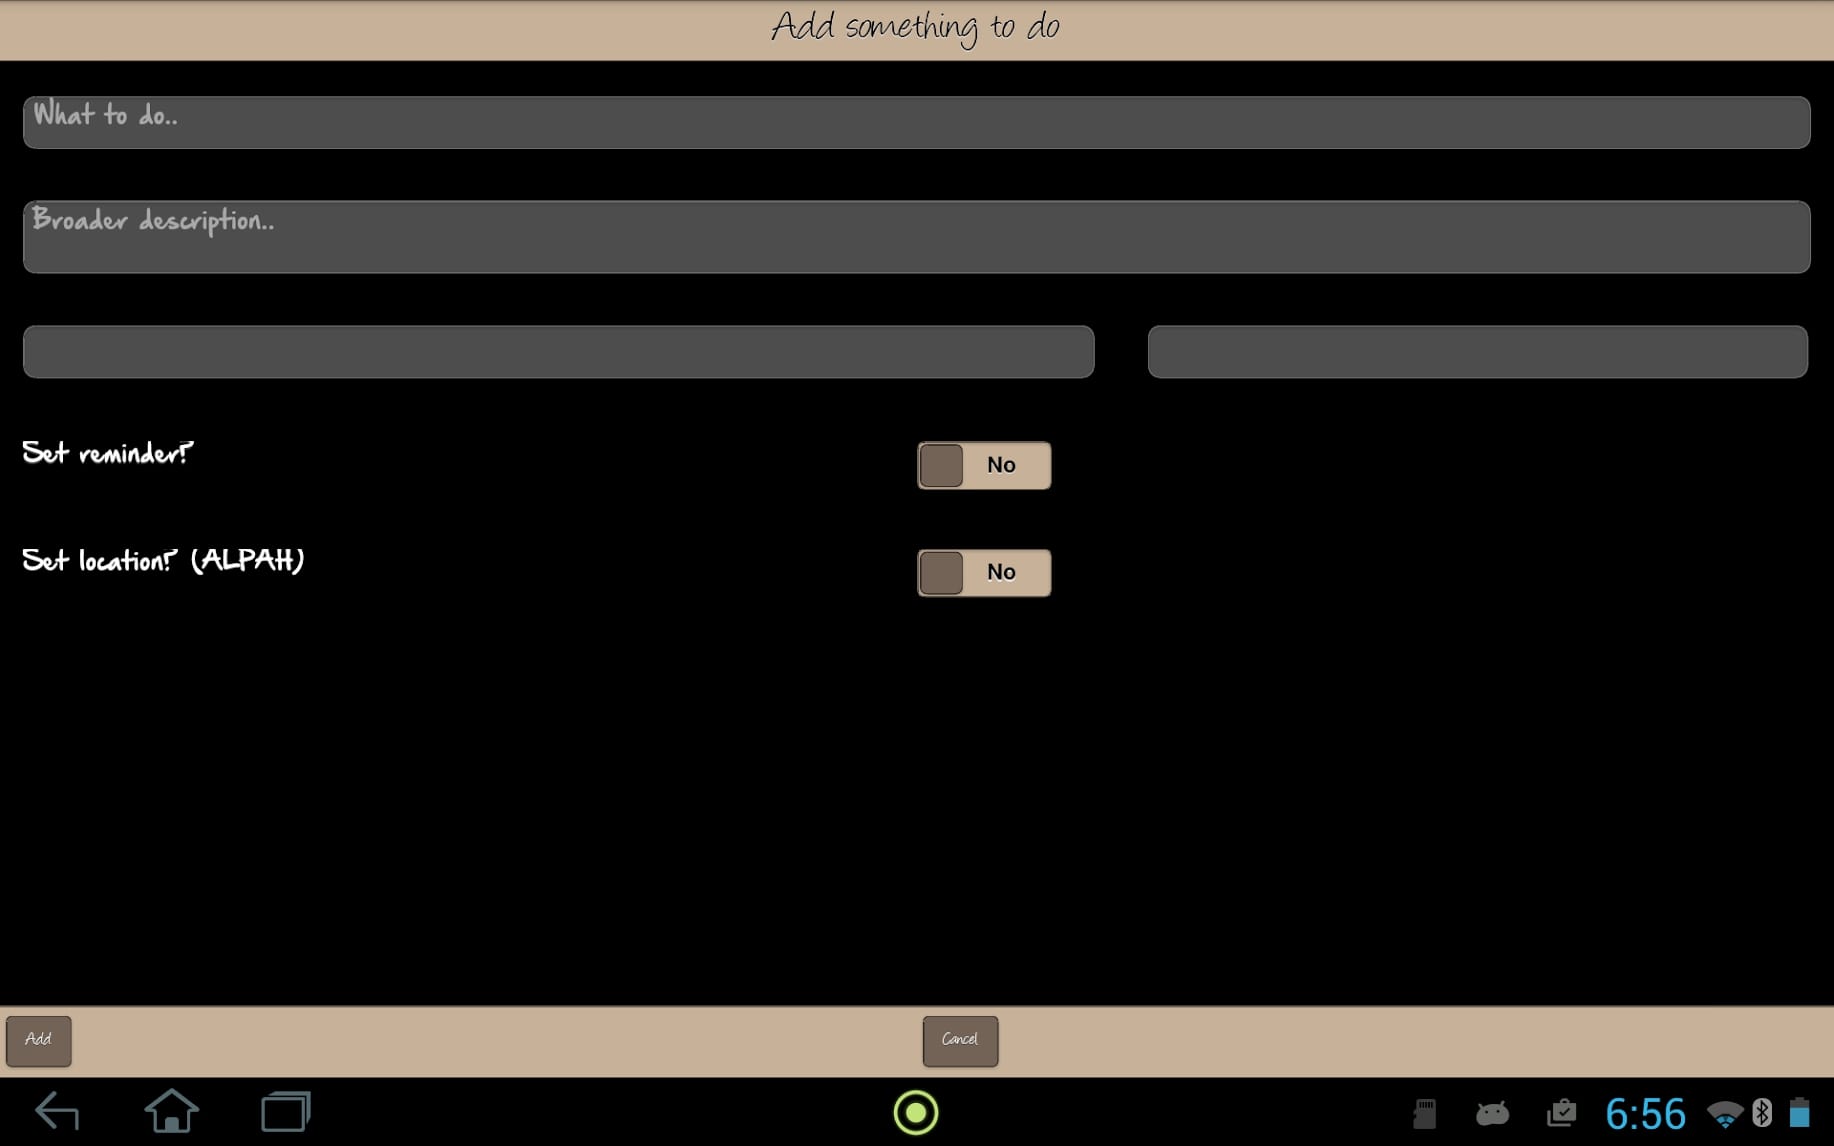 Add something to do
What to do..
Broader description..
Set reminder?
No
Set location? (ALPAH)
No
Add
Cancel
6:56